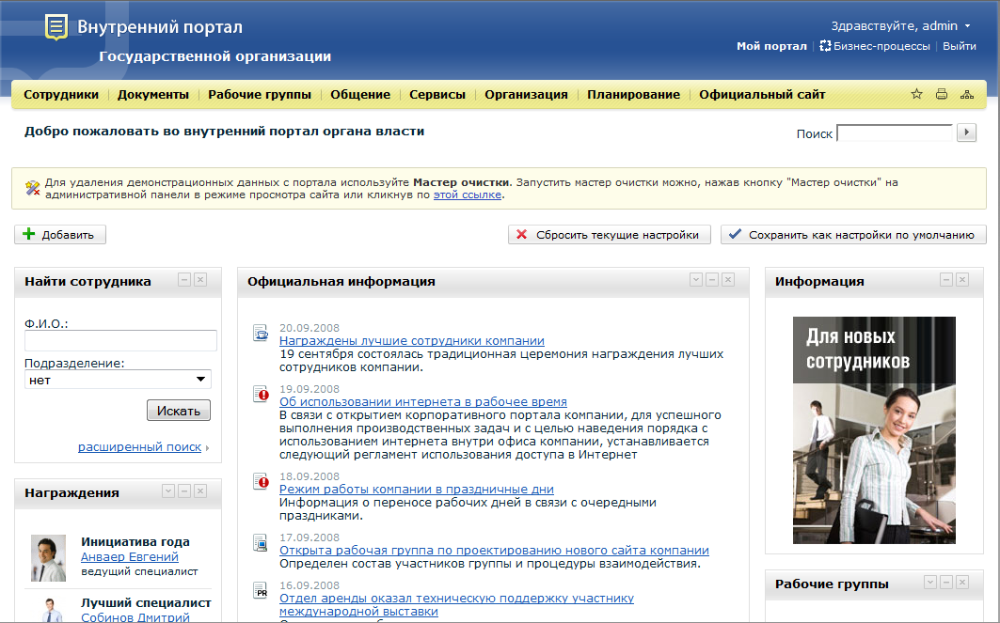 Внутренний портал
Государственной организации
Здравствуйте, admin
Мой портал
Бизнес-процессы
Выйти
Сотрудники
Документы
Рабочие группы
Общение
Сервисы
Организация
Планирование
Официальный сайт
Добро пожаловать во внутренний портал органа власти
Поиск
Для удаления демонстрационных данных с портала используйте Мастер очистки. Запустить мастер очистки можно, нажав кнопку "Мастер очистки" на
административной панели в режиме просмотра сайта или кликнув по этой ссылке.
Добавить
Сбросить текущие настройки
Сохранить как настройки по умолчанию
Найти сотрудника
Ф.И.О.:
Подразделение:
нет
Искать
расширенный поиск
Награждения
Инициатива года
Анваер Евгений
ведущий специалист
Лучший специалист
Собинов Дмитрий
Официальная информация
20.09.2008
Награждены лучшие сотрудники компании
19 сентября состоялась традиционная церемония награждения лучших
сотрудников компании.
19.09.2008
Об использовании интернета в рабочее время
В связи с открытием корпоративного портала компании, для успешного
выполнения производственных задач и с целью наведения порядка с
использованием интернета внутри офиса компании, устанавливается
следующий регламент использования доступа в Интернет
18.09.2008
Режим работы компании в праздничные дни
Информация о переносе рабочих дней в связи с очередными
праздниками.
17.09.2008
Открыта рабочая группа по проектированию нового сайта компании
Определен состав участников группы и процедуры взаимодействия.
PR
16.09.2008
Отдел аренды оказал техническую поддержку участнику
международной выставки
Информация
Для новых
сотрудников
Рабочие группы